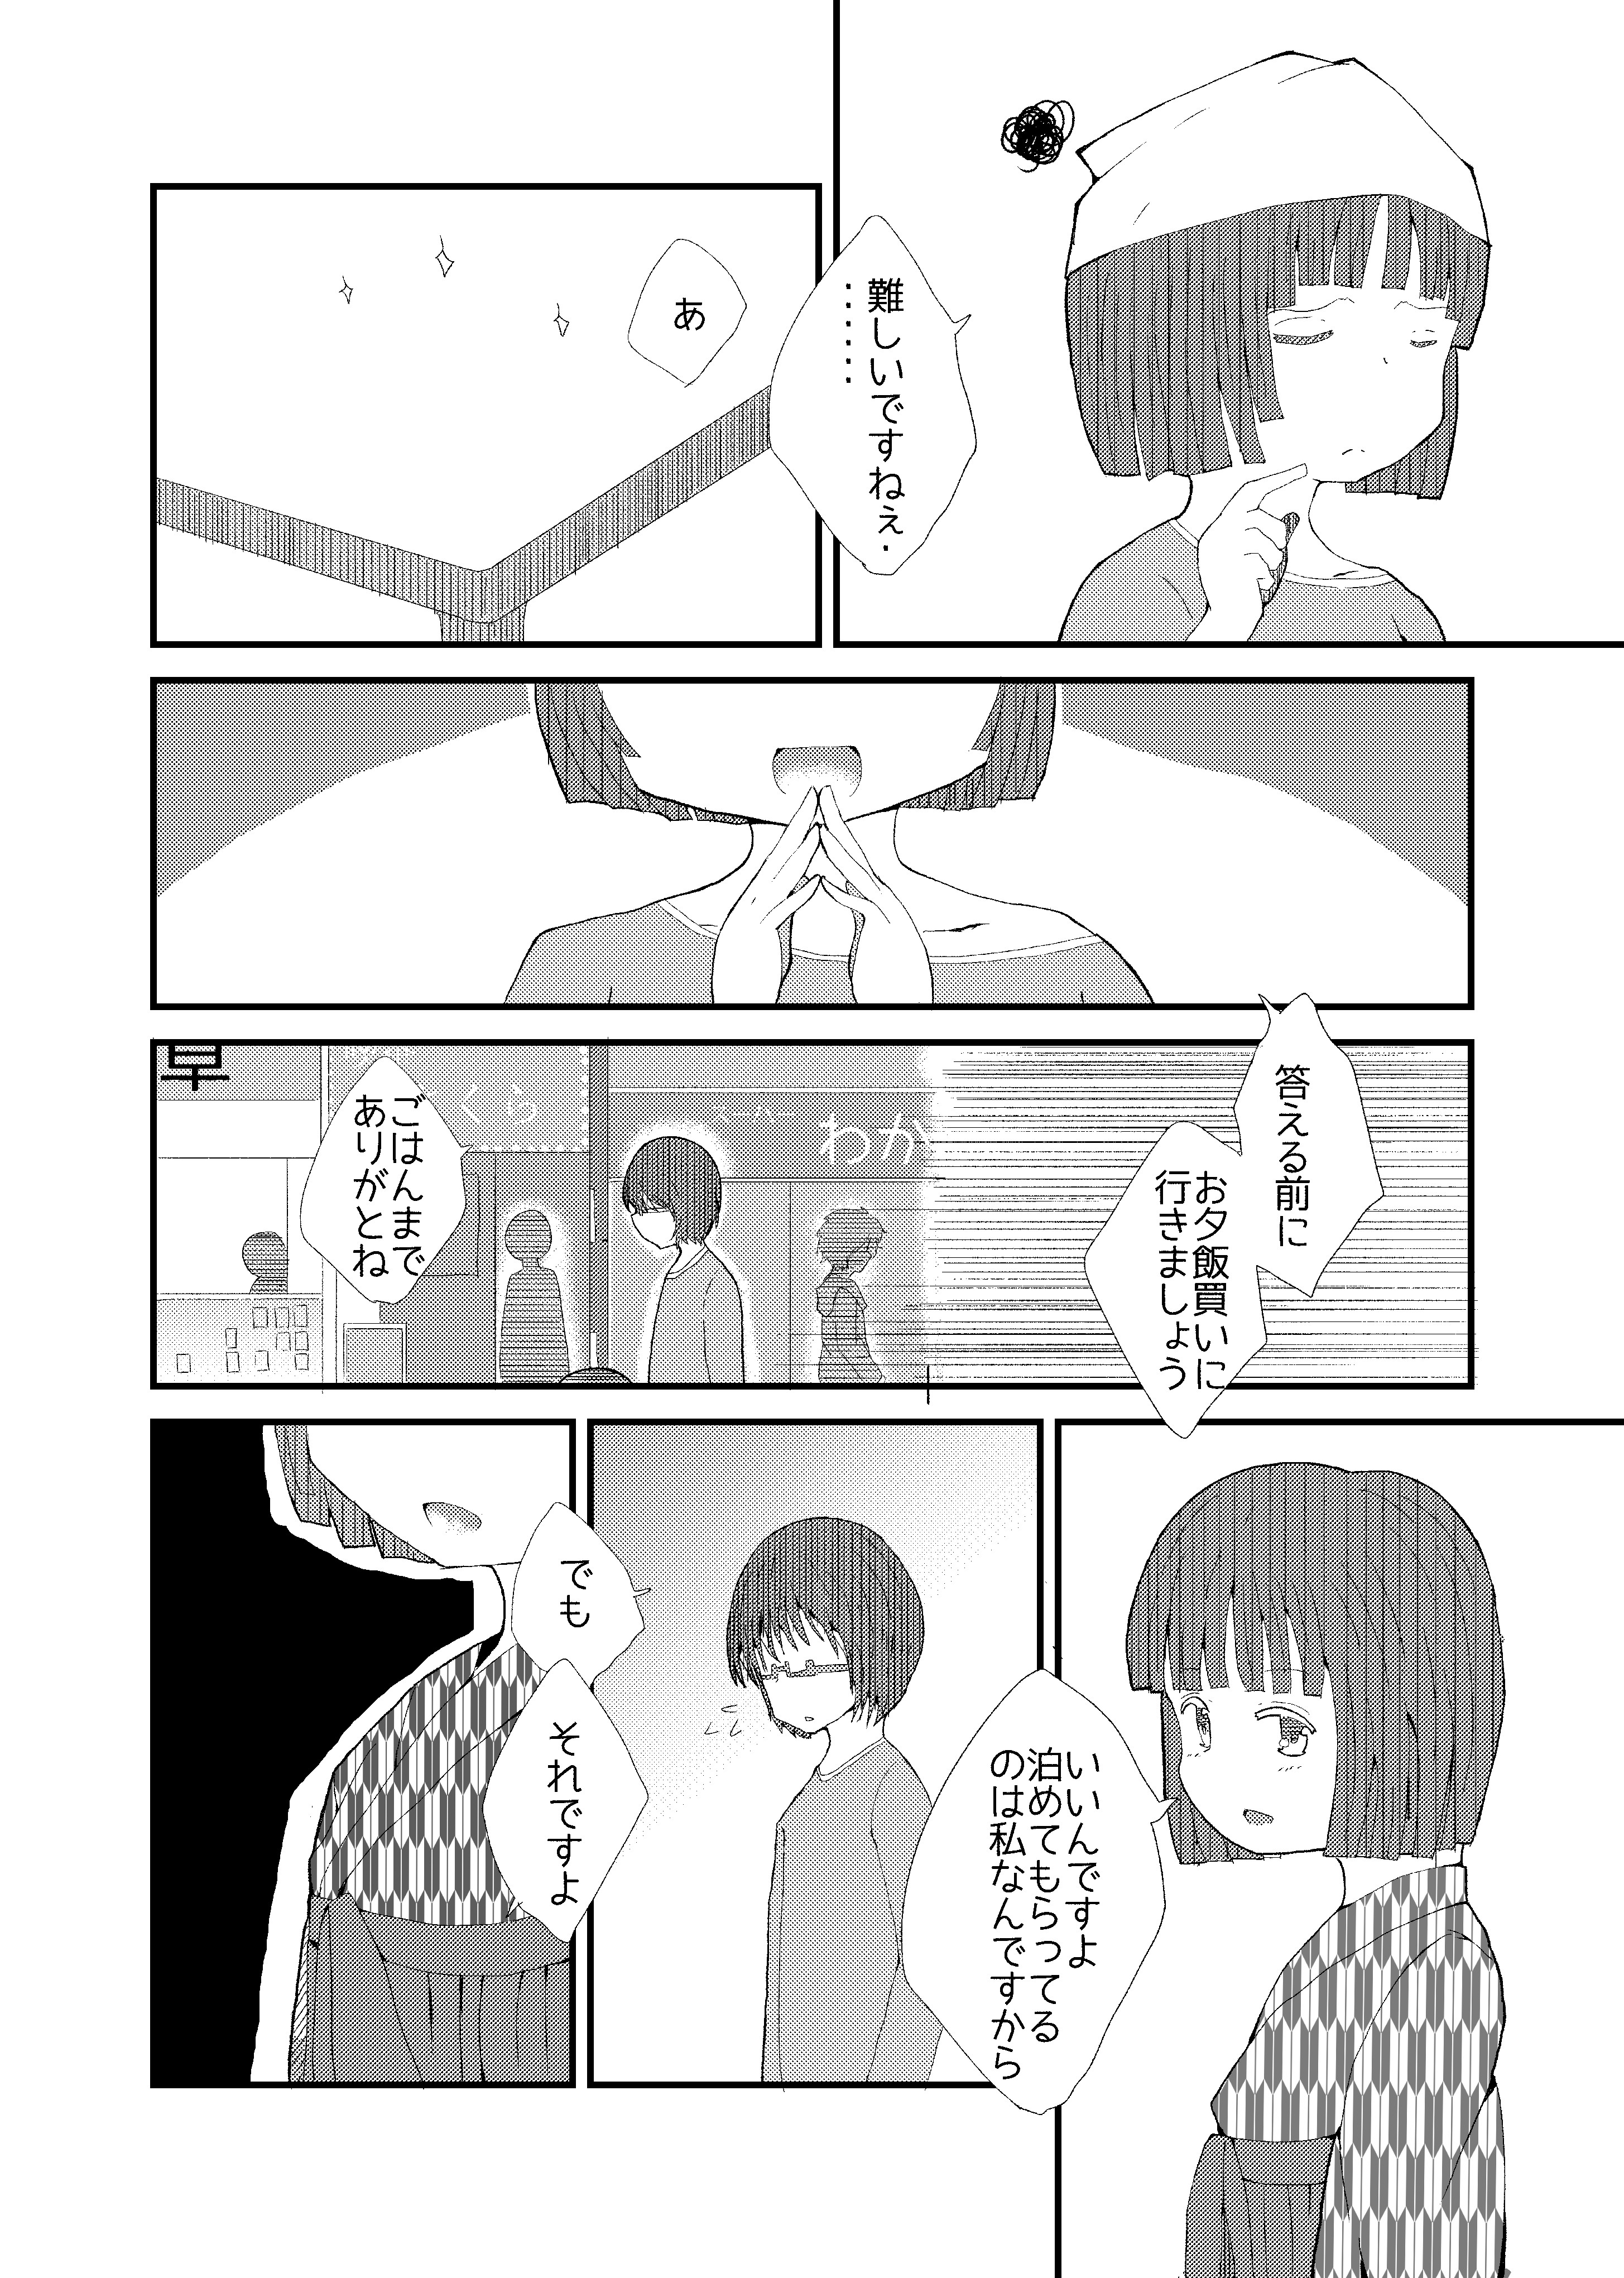 難しいですねぇ・
・・・・・・
あ
答える前に
お夕飯買いに
行きましょう
わか
くら
ごはんまで
ありがとね
いいんですよ
泊めてもらってる
のは私なんですから
でも
それですよ